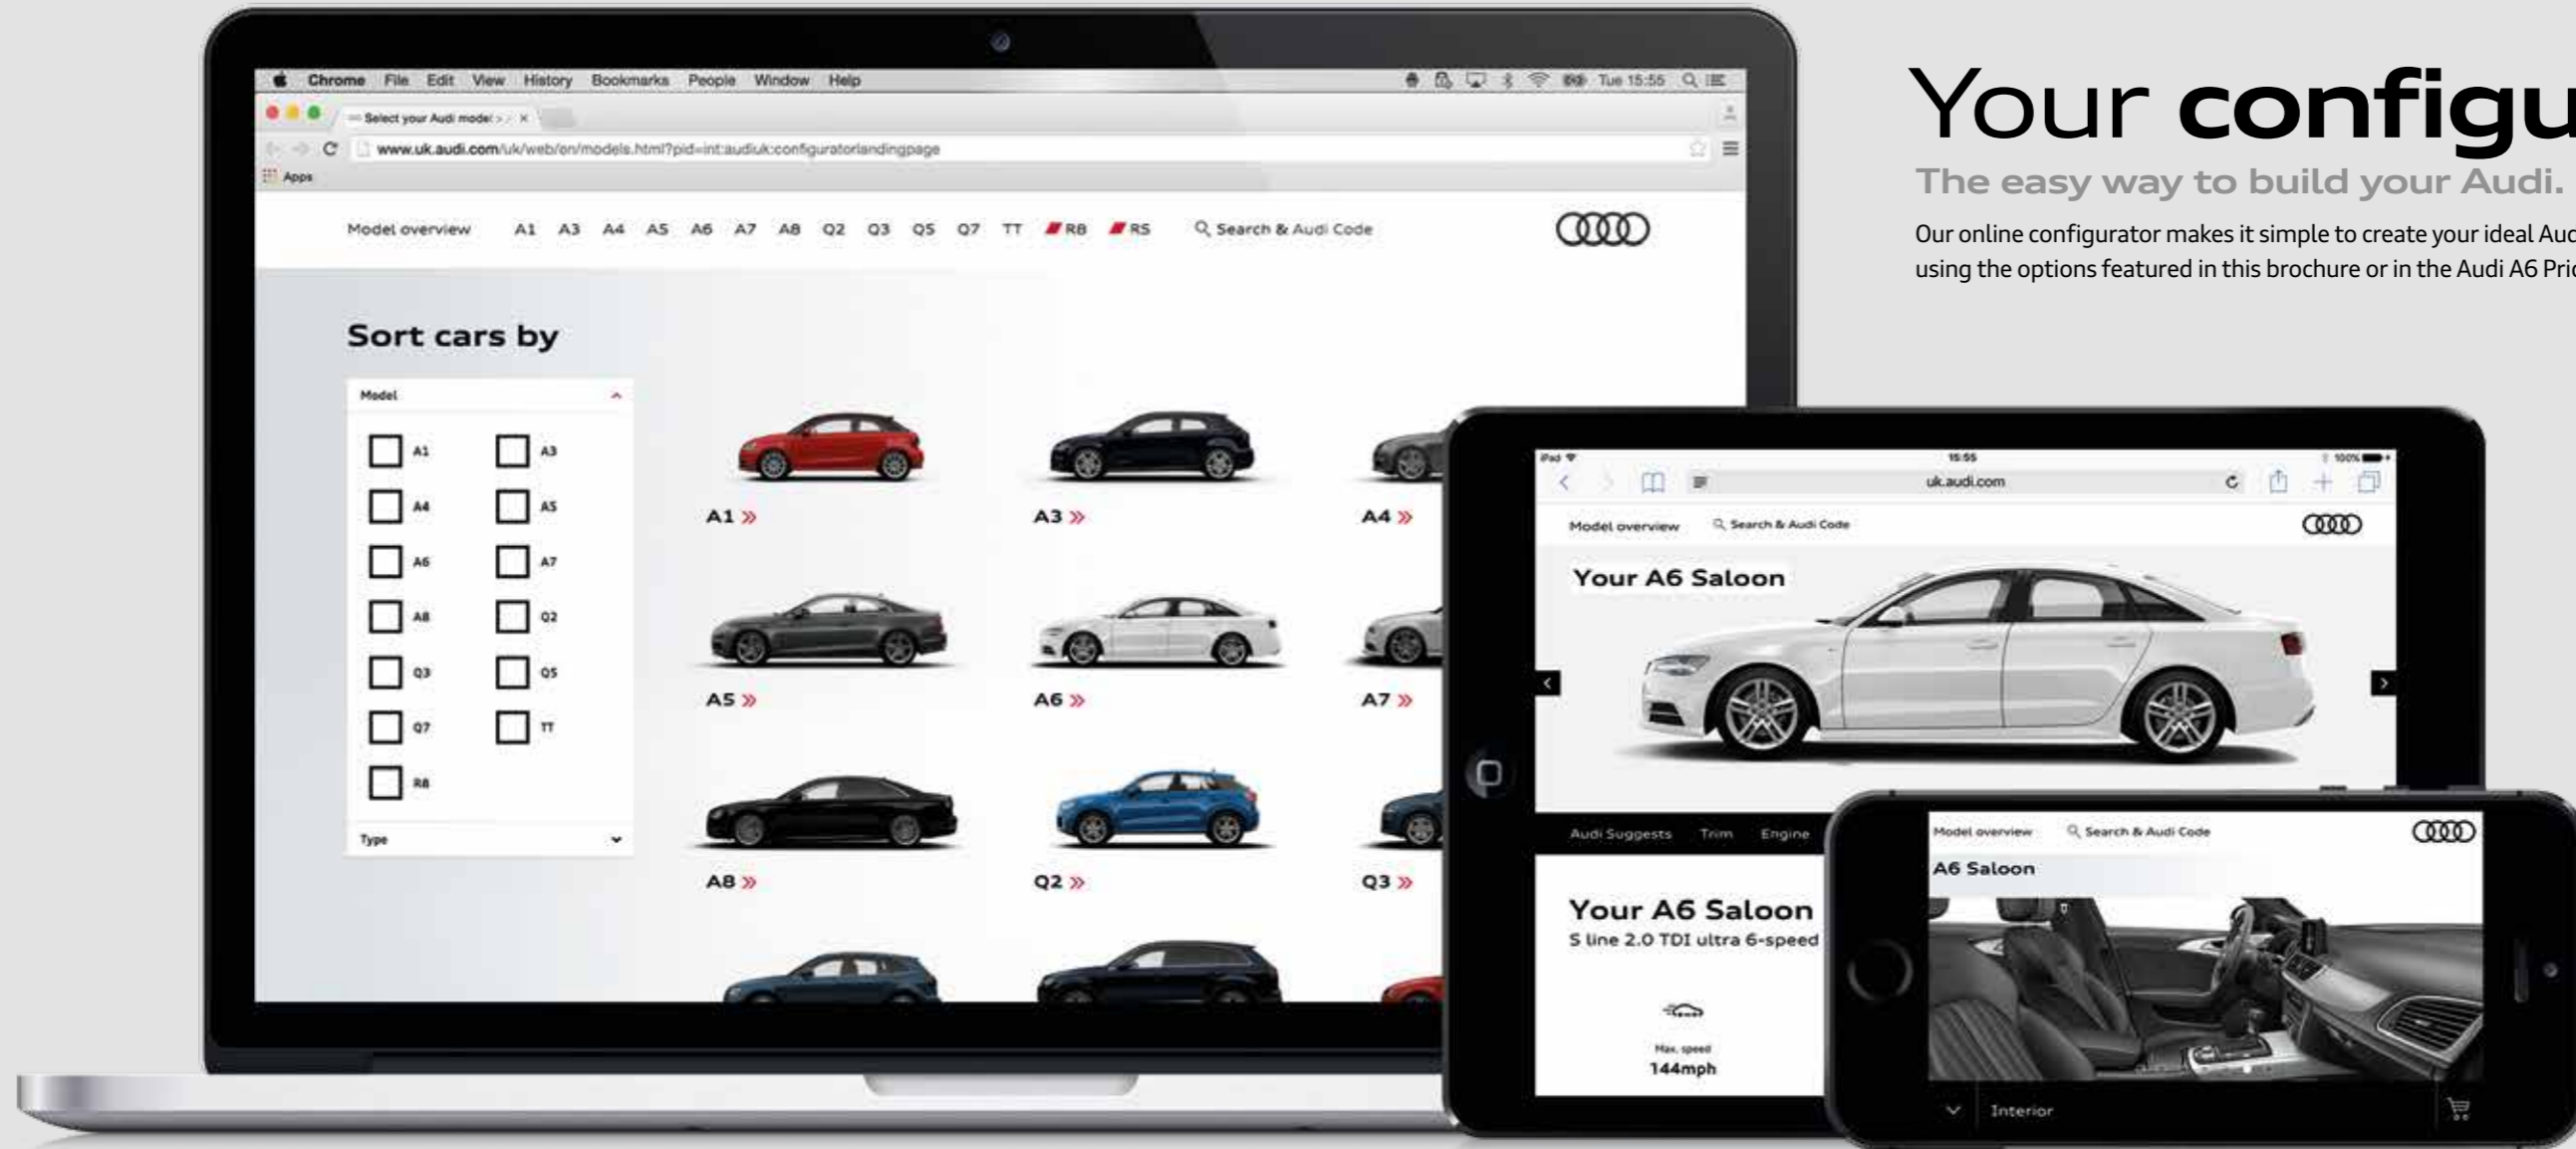 Chrome File Edit View History Bookmarks People Window Help Tue 15:55
Select your Audi model >
www.uk.audi.com/uk/web/en/models.html?pid=int:audiuk:configuratorlandingpage
Apps
Model overview A1 A3 A4 A5 A6 A7 A8 Q2 Q3 Q5 Q7 TT R8 RS Search & Audi Code
Sort cars by
Model
A1 A3
A4 A5
A6 A7
A8 Q2
Q3 Q5
Q7 TT
R8
Type
A1 A3 A4
A5 A6 A7
A8 Q2 Q3
Your configu
The easy way to build your Audi.
Our online configurator makes it simple to create your ideal Aud
using the options featured in this brochure or in the Audi A6 Pric
iPad 15:55 100%
uk.audi.com
Model overview Search & Audi Code
Your A6 Saloon
Audi Suggests Trim Engine
Your A6 Saloon
S line 2.0 TDI ultra 6-speed
Max. speed
144mph
Model overview Search & Audi Code
A6 Saloon
Interior